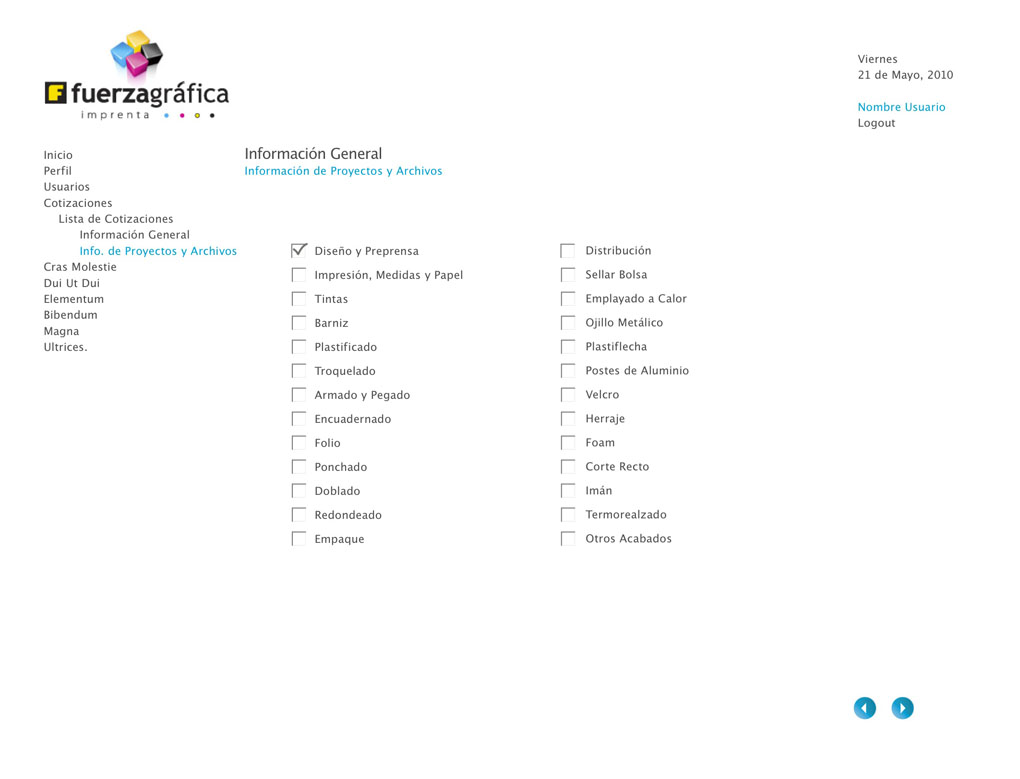 fuerzagráfica
imprenta
Viernes
21 de Mayo, 2010
Nombre Usuario
Logout
Inicio
Perfil
Usuarios
Cotizaciones
Lista de Cotizaciones
Información General
Info. de Proyectos y Archivos
Cras Molestie
Dui Ut Dui
Elementum
Bibendum
Magna
Ultrices.
Información General
Información de Proyectos y Archivos
Diseño y Preprensa
Impresión, Medidas y Papel
Tintas
Barniz
Plastificado
Troquelado
Armado y Pegado
Encuadernado
Folio
Ponchado
Doblado
Redondeado
Empaque
Distribución
Sellar Bolsa
Emplayado a Calor
Ojillo Metálico
Plastiflecha
Postes de Aluminio
Velcro
Herraje
Foam
Corte Recto
Imán
Termorealzado
Otros Acabados